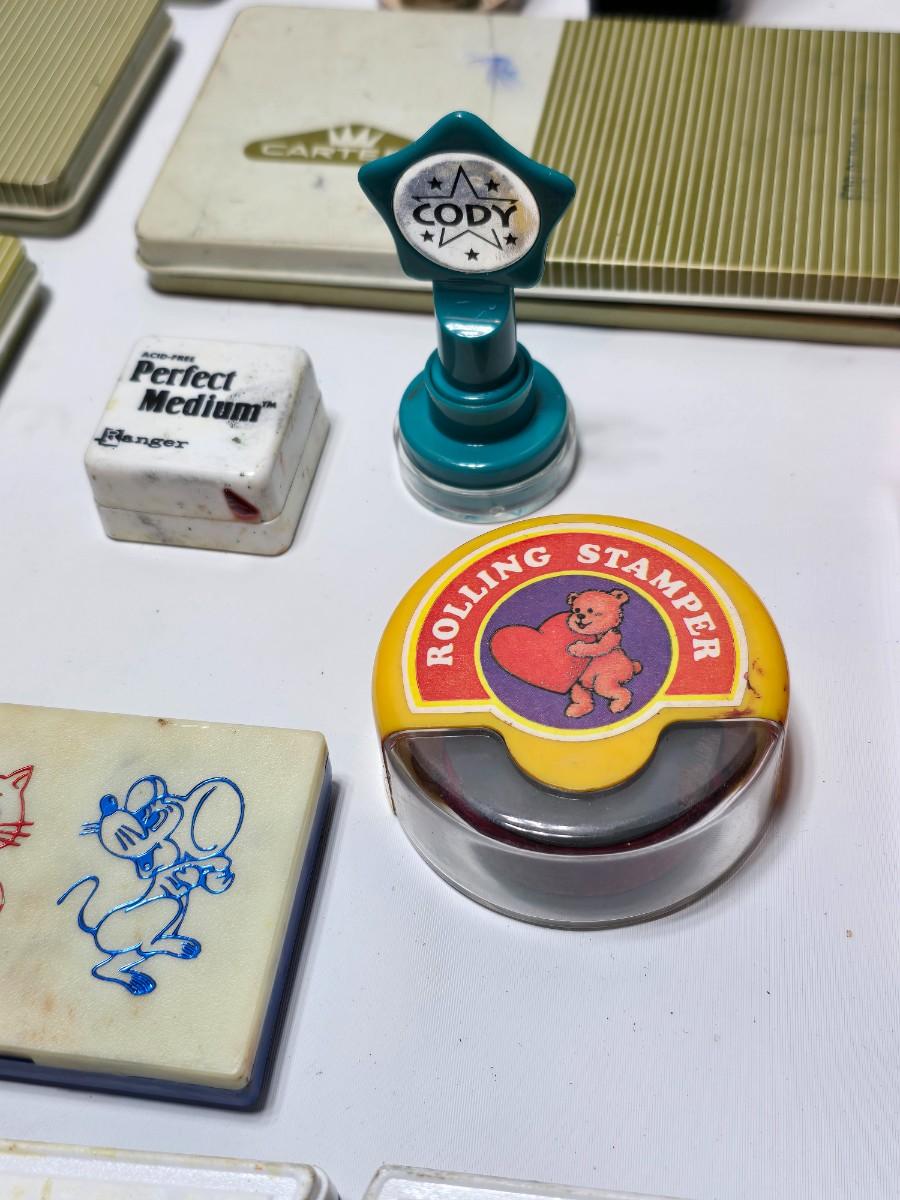 CARTER
CODY
ACID-FREE
Perfect
Medium™
Ranger
ROLLING STAMPER